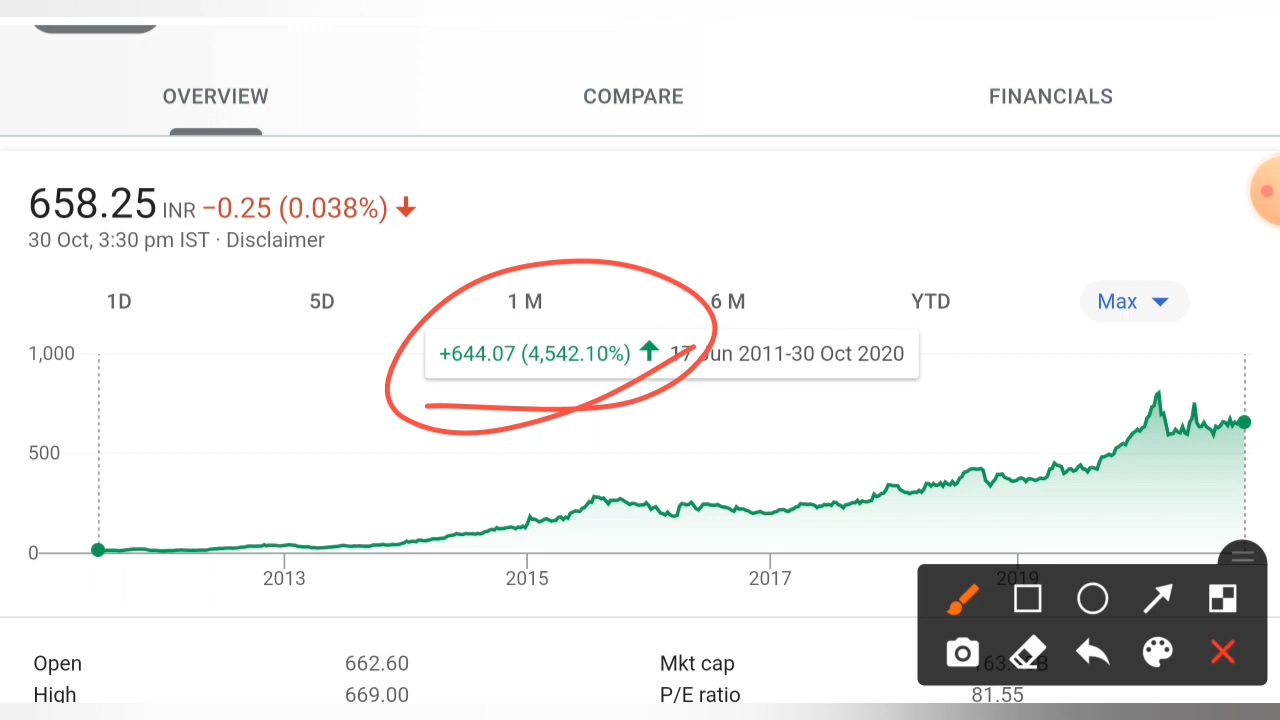 OVERVIEW COMPARE FINANCIALS
658.25 INR −0.25 (0.038%)
30 Oct, 3:30 pm IST · Disclaimer
1D 5D 1 M 6 M YTD Max
+644.07 (4,542.10%) 17 Jun 2011-30 Oct 2020
1,000
500
0
2013 2015 2017 2019
Open 662.60 Mkt cap
High 669.00 P/E ratio 81.55